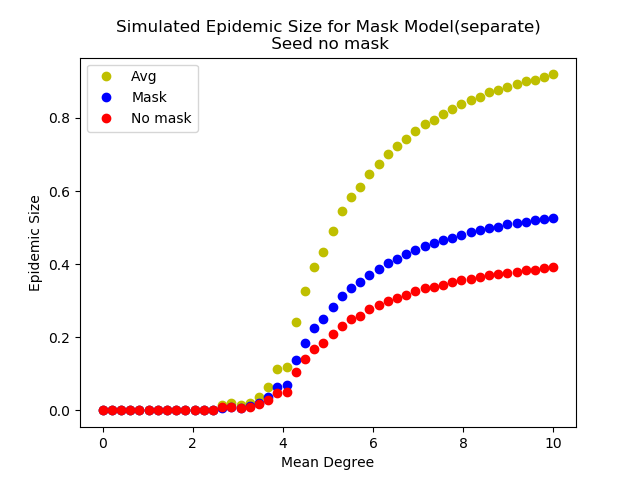 Simulated Epidemic Size for Mask Model(separate)
Seed no mask
Avg
Mask
No mask
Epidemic Size
0.8
0.6
0.4
0.2
0.0
0 2 4 6 8 10
Mean Degree